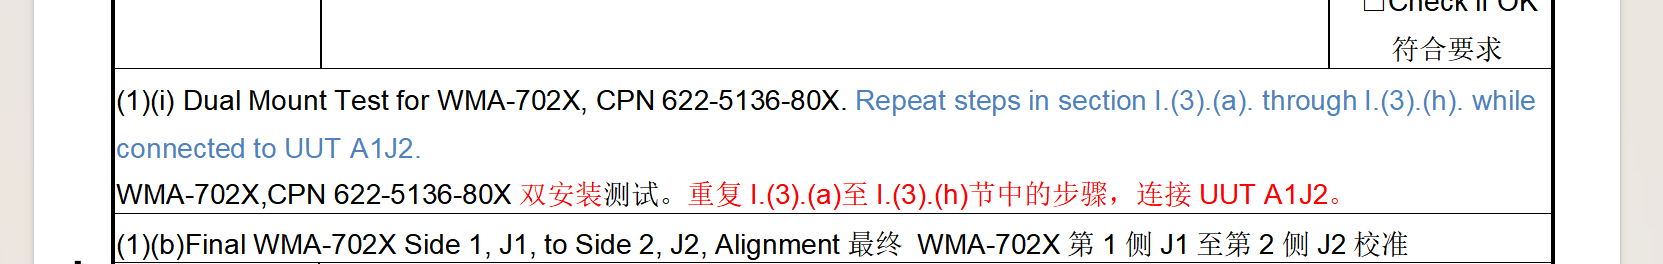 □Check if OK
符合要求
(1)(i) Dual Mount Test for WMA-702X, CPN 622-5136-80X. Repeat steps in section I.(3).(a). through I.(3).(h). while
connected to UUT A1J2.
WMA-702X,CPN 622-5136-80X 双安装测试。重复 I.(3).(a)至 I.(3).(h)节中的步骤，连接 UUT A1J2。
(1)(b)Final WMA-702X Side 1, J1, to Side 2, J2, Alignment 最终 WMA-702X 第 1 侧 J1 至第 2 侧 J2 校准